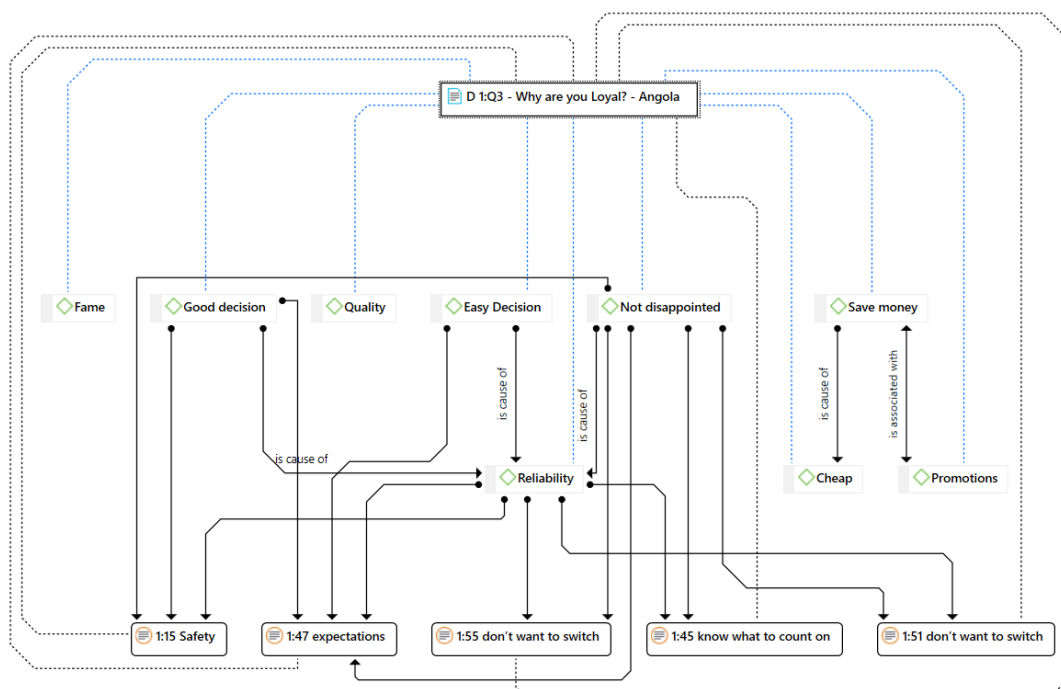 D 1:Q3 - Why are you Loyal? - Angola
Fame
Good decision
Quality
Easy Decision
Not disappointed
Save money
is cause of
is cause of
is cause of
is associated with
is cause of
Reliability
Cheap
Promotions
1:15 Safety
1:47 expectations
1:55 don't want to switch
1:45 know what to count on
1:51 don't want to switch